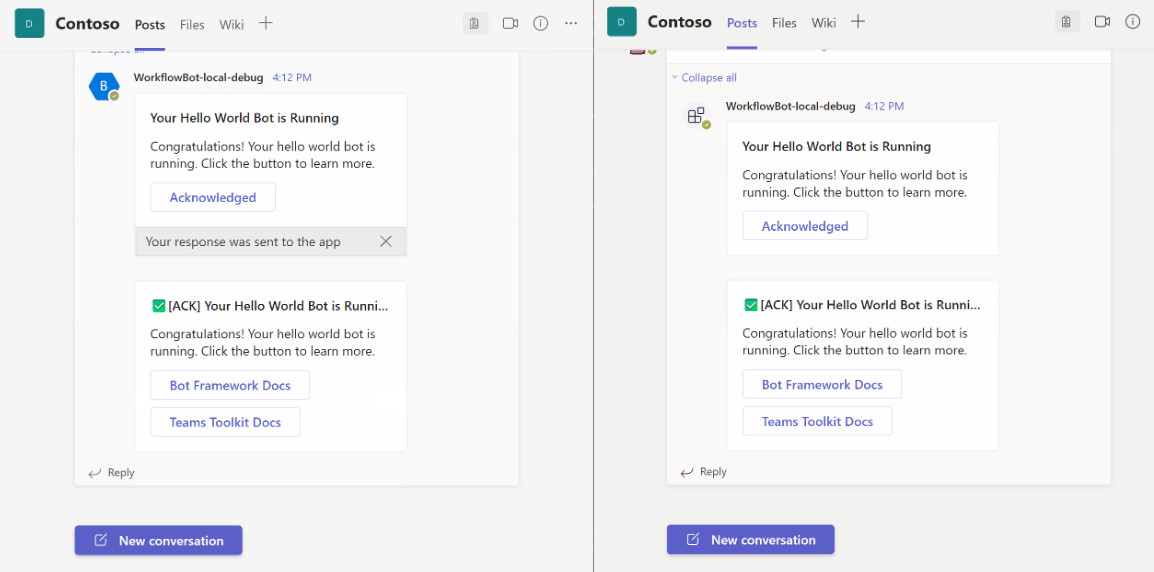 D Contoso Posts Files Wiki
Collapse all
B WorkflowBot-local-debug 4:12 PM
Your Hello World Bot is Running
Congratulations! Your hello world bot is
running. Click the button to learn more.
Acknowledged
Your response was sent to the app
[ACK] Your Hello World Bot is Runni...
Congratulations! Your hello world bot is
running. Click the button to learn more.
Bot Framework Docs
Teams Toolkit Docs
Reply
New conversation
D Contoso Posts Files Wiki
Collapse all
WorkflowBot-local-debug 4:12 PM
Your Hello World Bot is Running
Congratulations! Your hello world bot is
running. Click the button to learn more.
Acknowledged
[ACK] Your Hello World Bot is Runni...
Congratulations! Your hello world bot is
running. Click the button to learn more.
Bot Framework Docs
Teams Toolkit Docs
Reply
New conversation